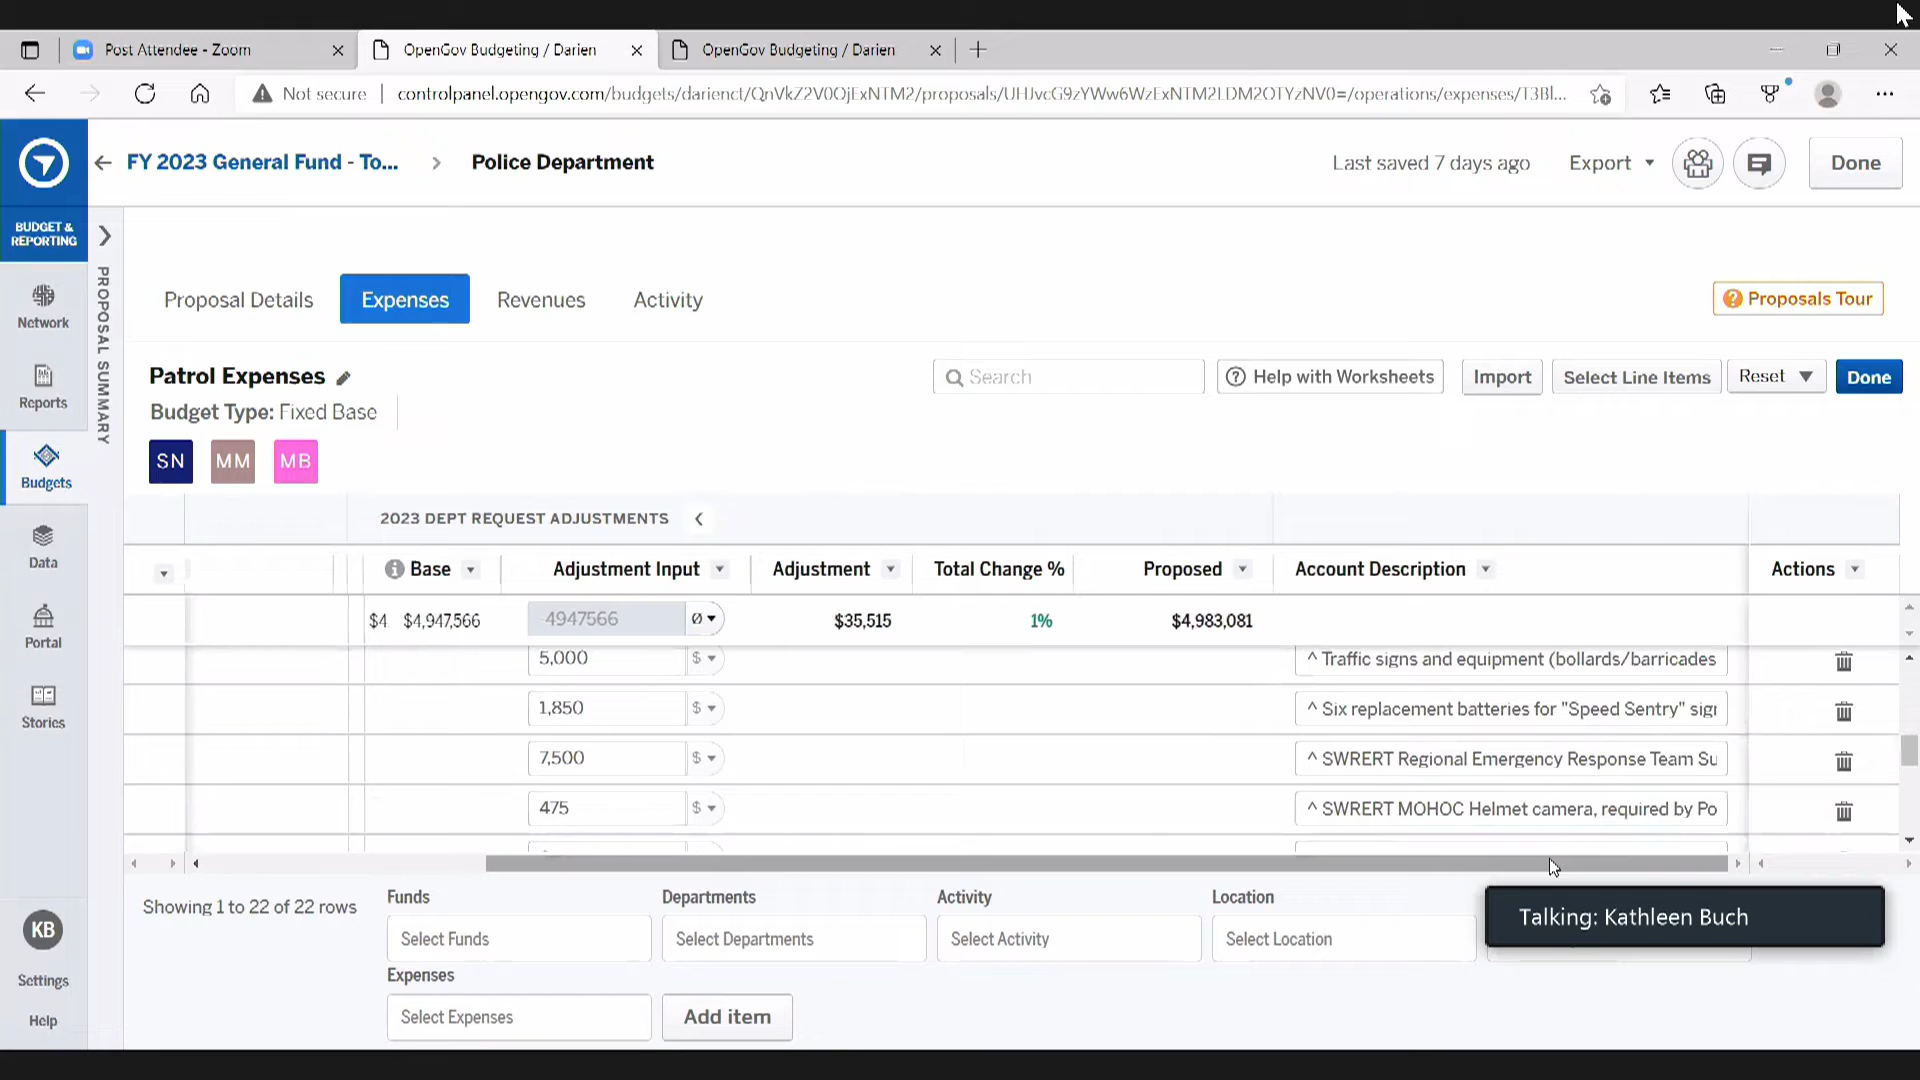 Post Attendee - Zoom
OpenGov Budgeting / Darien
OpenGov Budgeting / Darien
Not secure
controlpanel.opengov.com/budgets/darienct/QnVkZ2V0OjExNTM2/proposals/UHJvcG9zYWw6WzExNTM2LDM2OTYzNV0=/operations/expenses/T3Bl...
FY 2023 General Fund - To...
Police Department
Last saved 7 days ago
Export
Done
BUDGET &
REPORTING
PROPOSAL SUMMARY
Network
Reports
Budgets
Data
Portal
Stories
KB
Settings
Help
Proposal Details
Expenses
Revenues
Activity
Proposals Tour
Patrol Expenses
Search
Help with Worksheets
Import
Select Line Items
Reset
Done
Budget Type: Fixed Base
SN MM MB
2023 DEPT REQUEST ADJUSTMENTS
Base Adjustment Input Adjustment Total Change % Proposed Account Description Actions
$4 $4,947,566 4947566 Ø $35,515 1% $4,983,081
5,000 $ ^ Traffic signs and equipment (bollards/barricades
1,850 $ ^ Six replacement batteries for "Speed Sentry" sign
7,500 $ ^ SWRERT Regional Emergency Response Team Su
475 $ ^ SWRERT MOHOC Helmet camera, required by Po
Showing 1 to 22 of 22 rows
Funds
Departments
Activity
Location
Select Funds
Select Departments
Select Activity
Select Location
Expenses
Select Expenses
Add item
Talking: Kathleen Buch